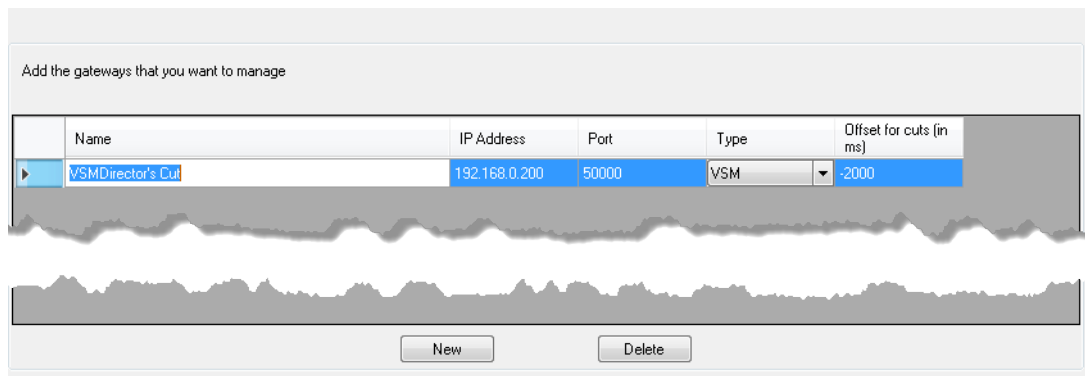 Add the gateways that you want to manage
Name IP Address Port Type Offset for cuts (in ms)
VSMDirector's Cut 192.168.0.200 50000 VSM -2000
New Delete